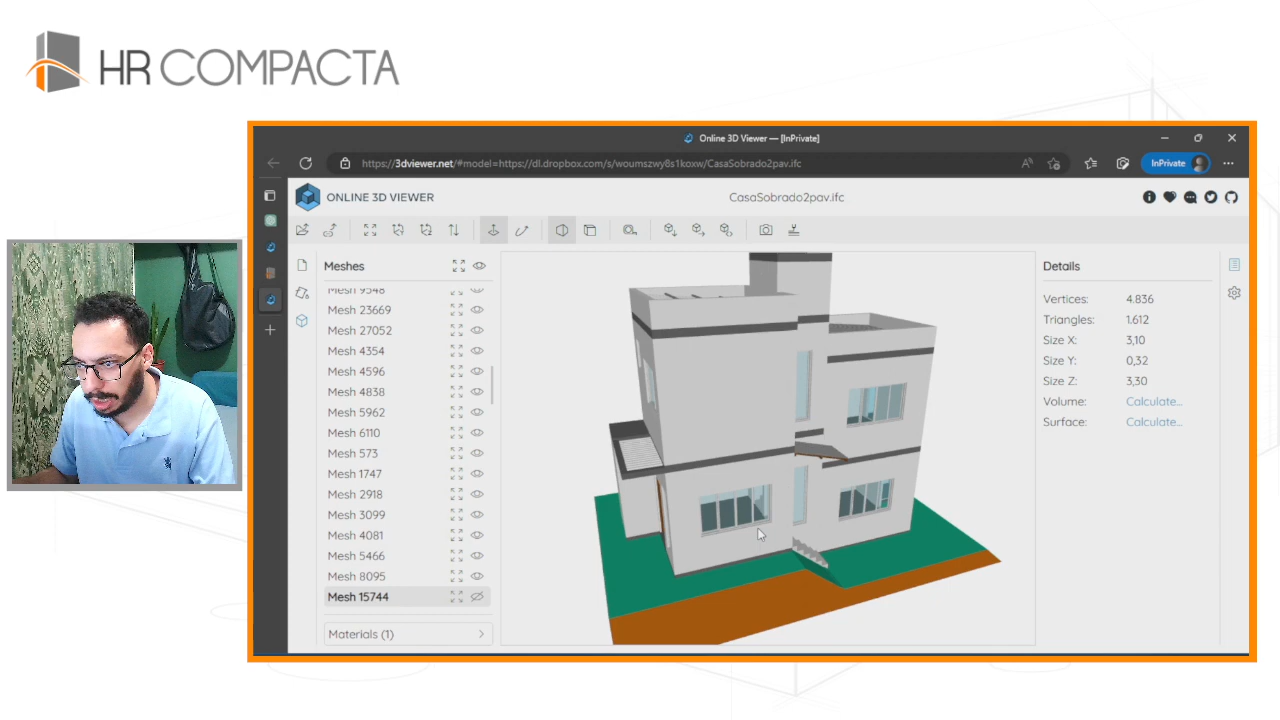 HR COMPACTA
Online 3D Viewer — [InPrivate]
https://3dviewer.net/#model=https://dl.dropbox.com/s/woumszwy8s1koxw/CasaSobrado2pav.ifc
InPrivate
ONLINE 3D VIEWER
CasaSobrado2pav.ifc
Meshes
Mesh 9548
Mesh 23669
Mesh 27052
Mesh 4354
Mesh 4596
Mesh 4838
Mesh 5962
Mesh 6110
Mesh 573
Mesh 1747
Mesh 2918
Mesh 3099
Mesh 4081
Mesh 5466
Mesh 8095
Mesh 15744
Materials (1)
Details
Vertices: 4.836
Triangles: 1.612
Size X: 3,10
Size Y: 0,32
Size Z: 3,30
Volume: Calculate...
Surface: Calculate...